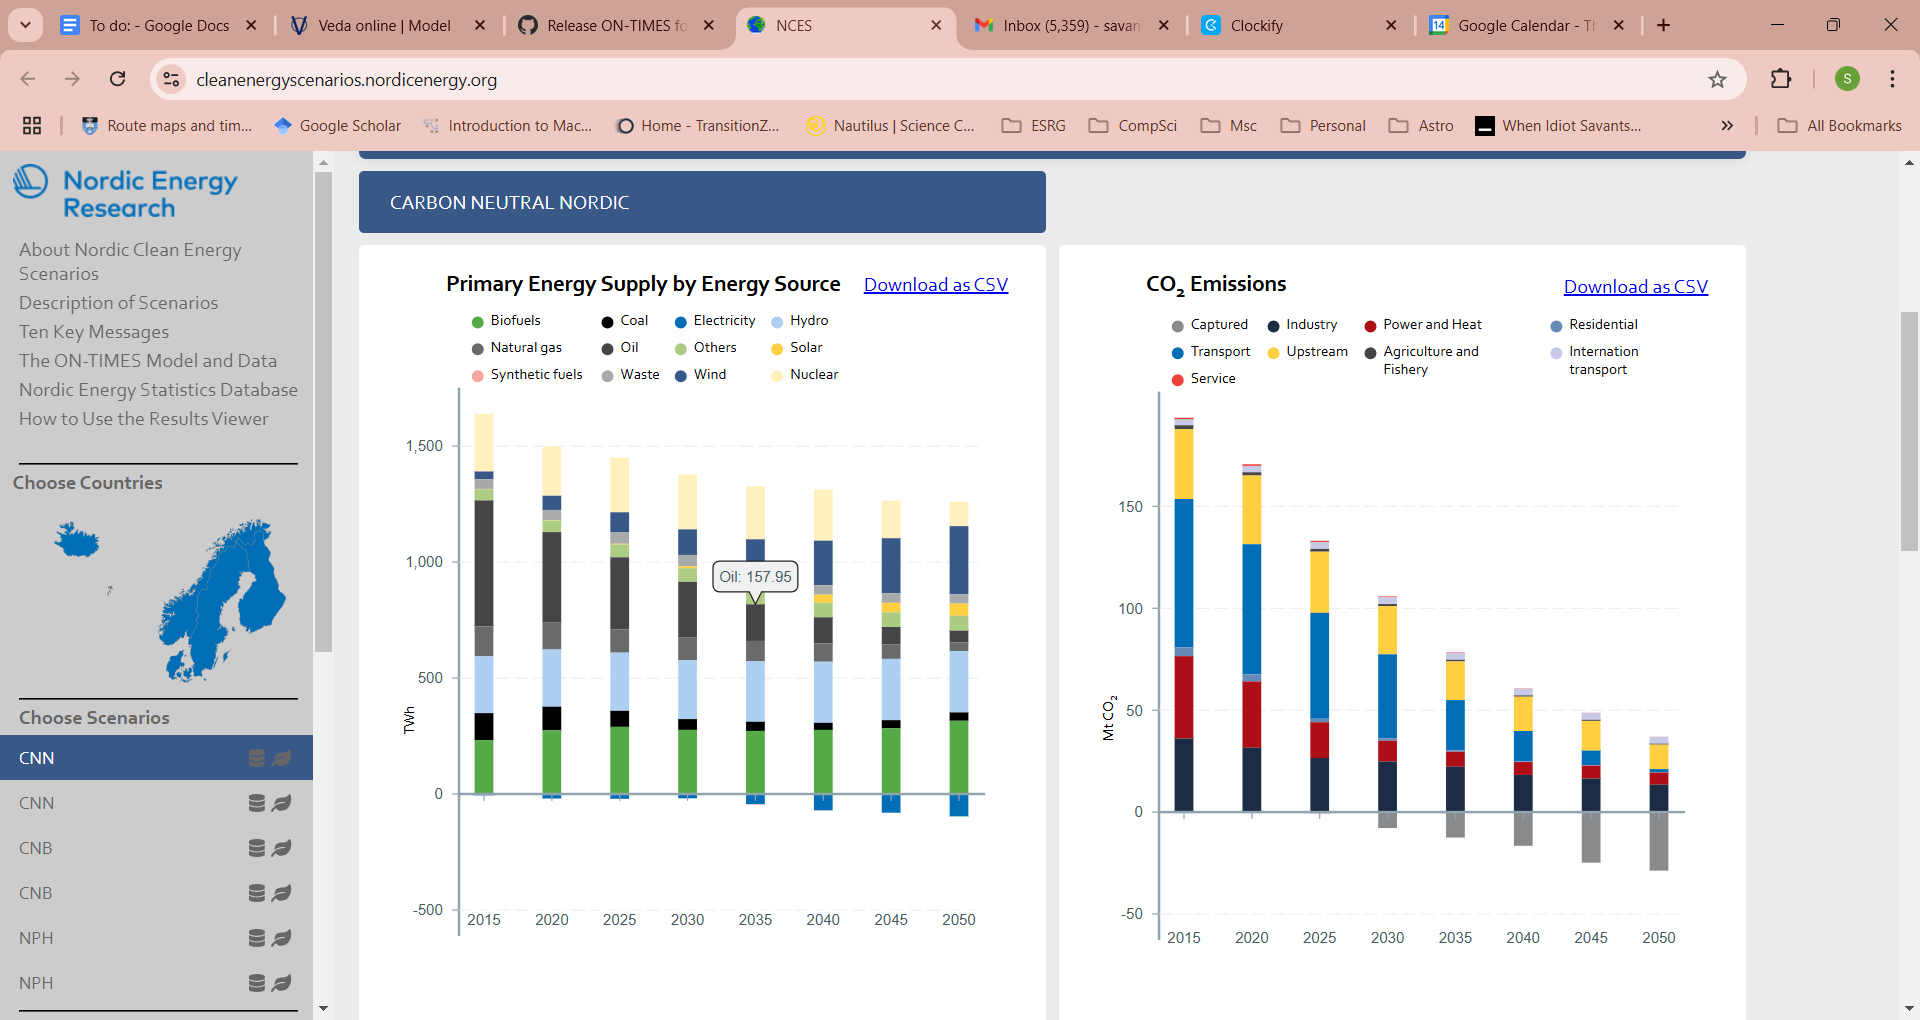 To do: - Google Docs
Veda online | Model
Release ON-TIMES fo
NCES
Inbox (5,359) - savan
Clockify
14
Google Calendar - Th
cleanenergyscenarios.nordicenergy.org
S
Route maps and tim...
Google Scholar
Introduction to Mac...
Home - TransitionZ...
Nautilus | Science C...
ESRG
CompSci
Msc
Personal
Astro
When Idiot Savants...
All Bookmarks
Nordic Energy
Research
About Nordic Clean Energy
Scenarios
Description of Scenarios
Ten Key Messages
The ON-TIMES Model and Data
Nordic Energy Statistics Database
How to Use the Results Viewer
Choose Countries
Choose Scenarios
CNN
CNN
CNB
CNB
NPH
NPH
CARBON NEUTRAL NORDIC
Primary Energy Supply by Energy Source
Download as CSV
Biofuels Coal Electricity Hydro
Natural gas Oil Others Solar
Synthetic fuels Waste Wind Nuclear
1,500
1,000
Oil: 157.95
500
TWh
0
-500
2015 2020 2025 2030 2035 2040 2045 2050
CO₂ Emissions
Download as CSV
Captured Industry Power and Heat Residential
Transport Upstream Agriculture and Internation
Fishery transport
Service
150
100
50
Mt CO₂
0
-50
2015 2020 2025 2030 2035 2040 2045 2050